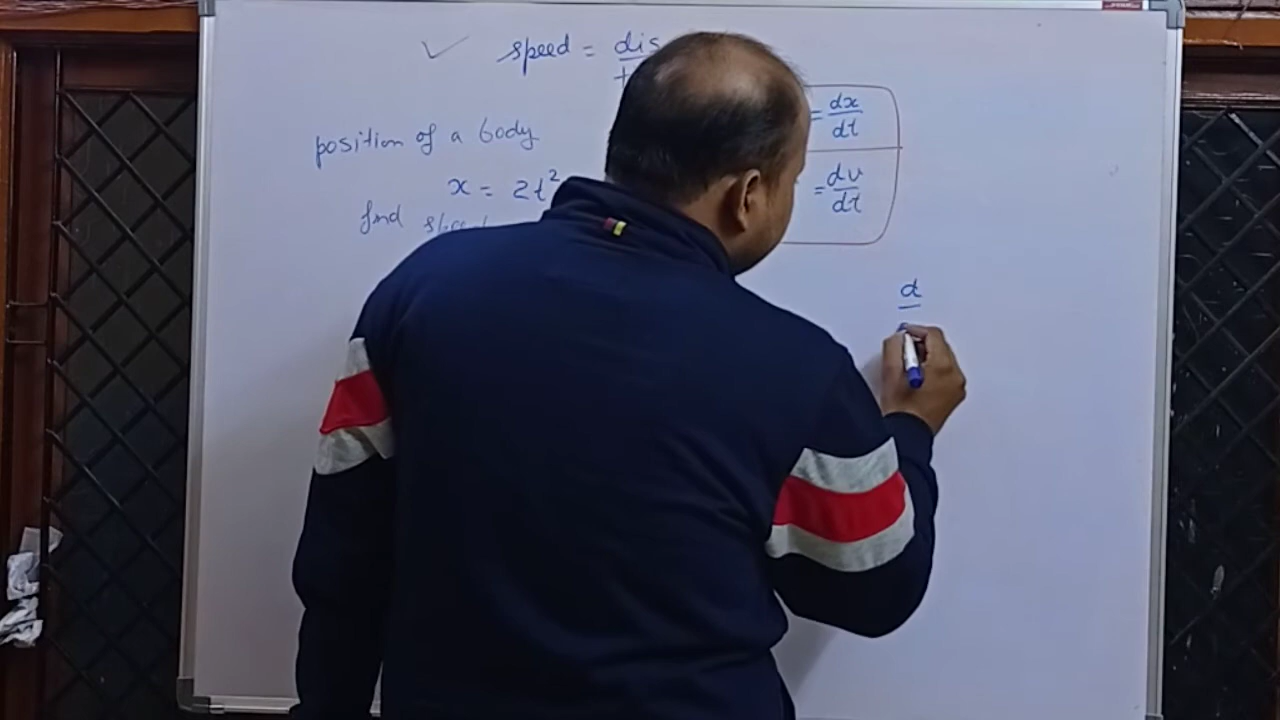 speed = dis
= dx/dt
position of a body
x = 2t²
= dv/dt
find speed
d